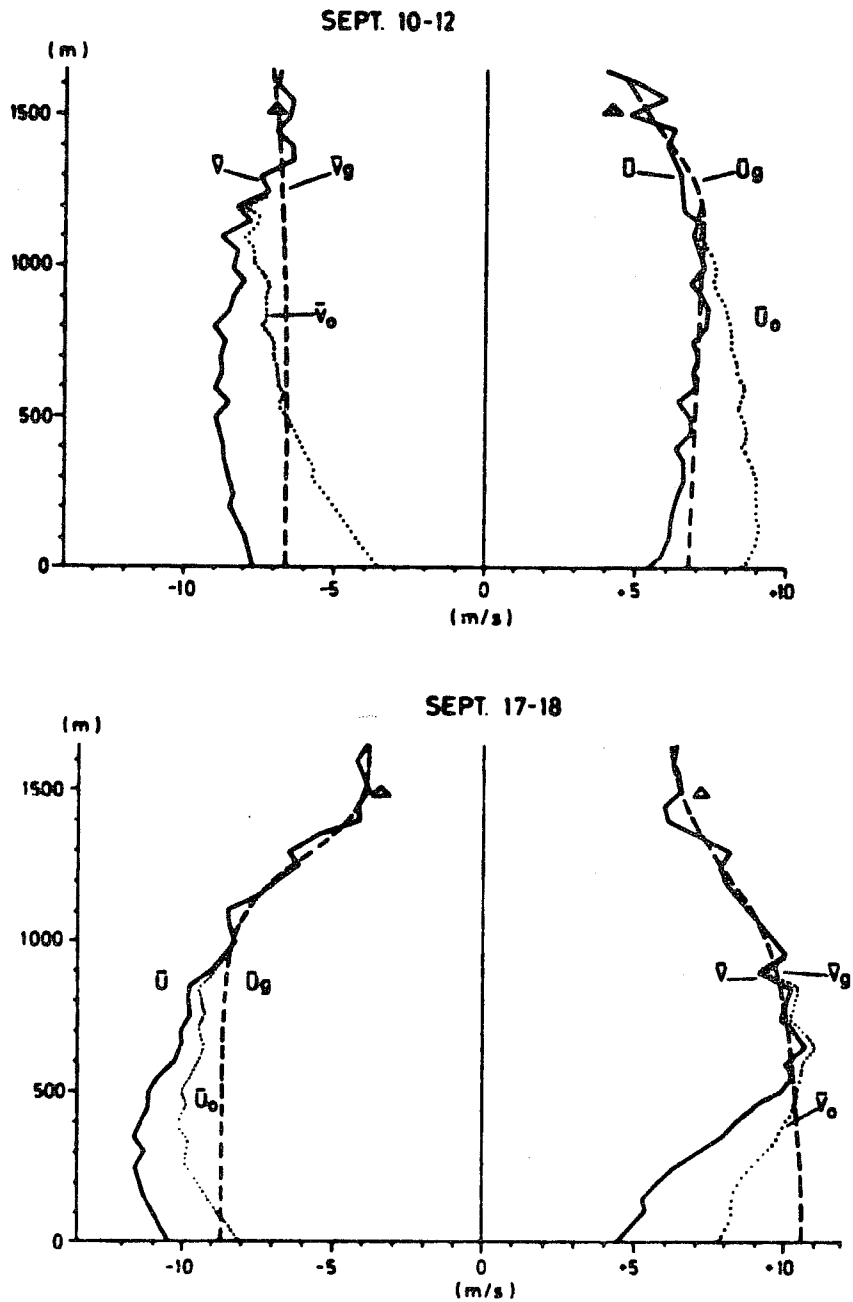 SEPT. 10-12
(m)
1500
1000
500
0
V̄
V̄g
v̄o
Ū
Ūg
Ūo
-10
-5
0
+5
+10
(m/s)
SEPT. 17-18
(m)
1500
1000
500
0
Ū
Ūg
Ūo
V̄
V̄g
V̄o
-10
-5
0
+5
+10
(m/s)